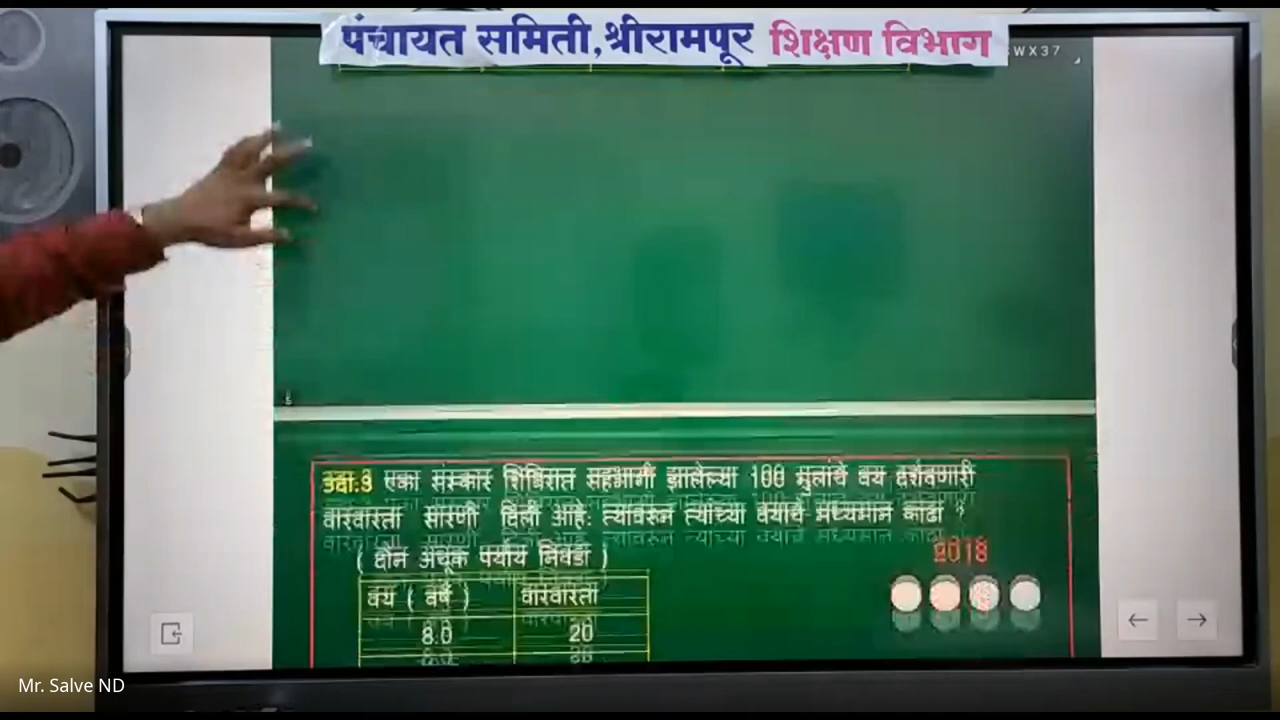 पंचायत समिती,श्रीरामपूर शिक्षण विभाग
WX37
उदा.3 एका संस्कार शिबिरात सहभागी झालेल्या 100 मुलांचे वय दर्शवणारी
वारंवारता सारणी दिली आहे: त्यावरून त्यांच्या वयाचे मध्यमान काढा ?
( दोन अचूक पर्याय निवडा )
2018
वय ( वर्षे ) वारंवारता
8.0 20
Mr. Salve ND